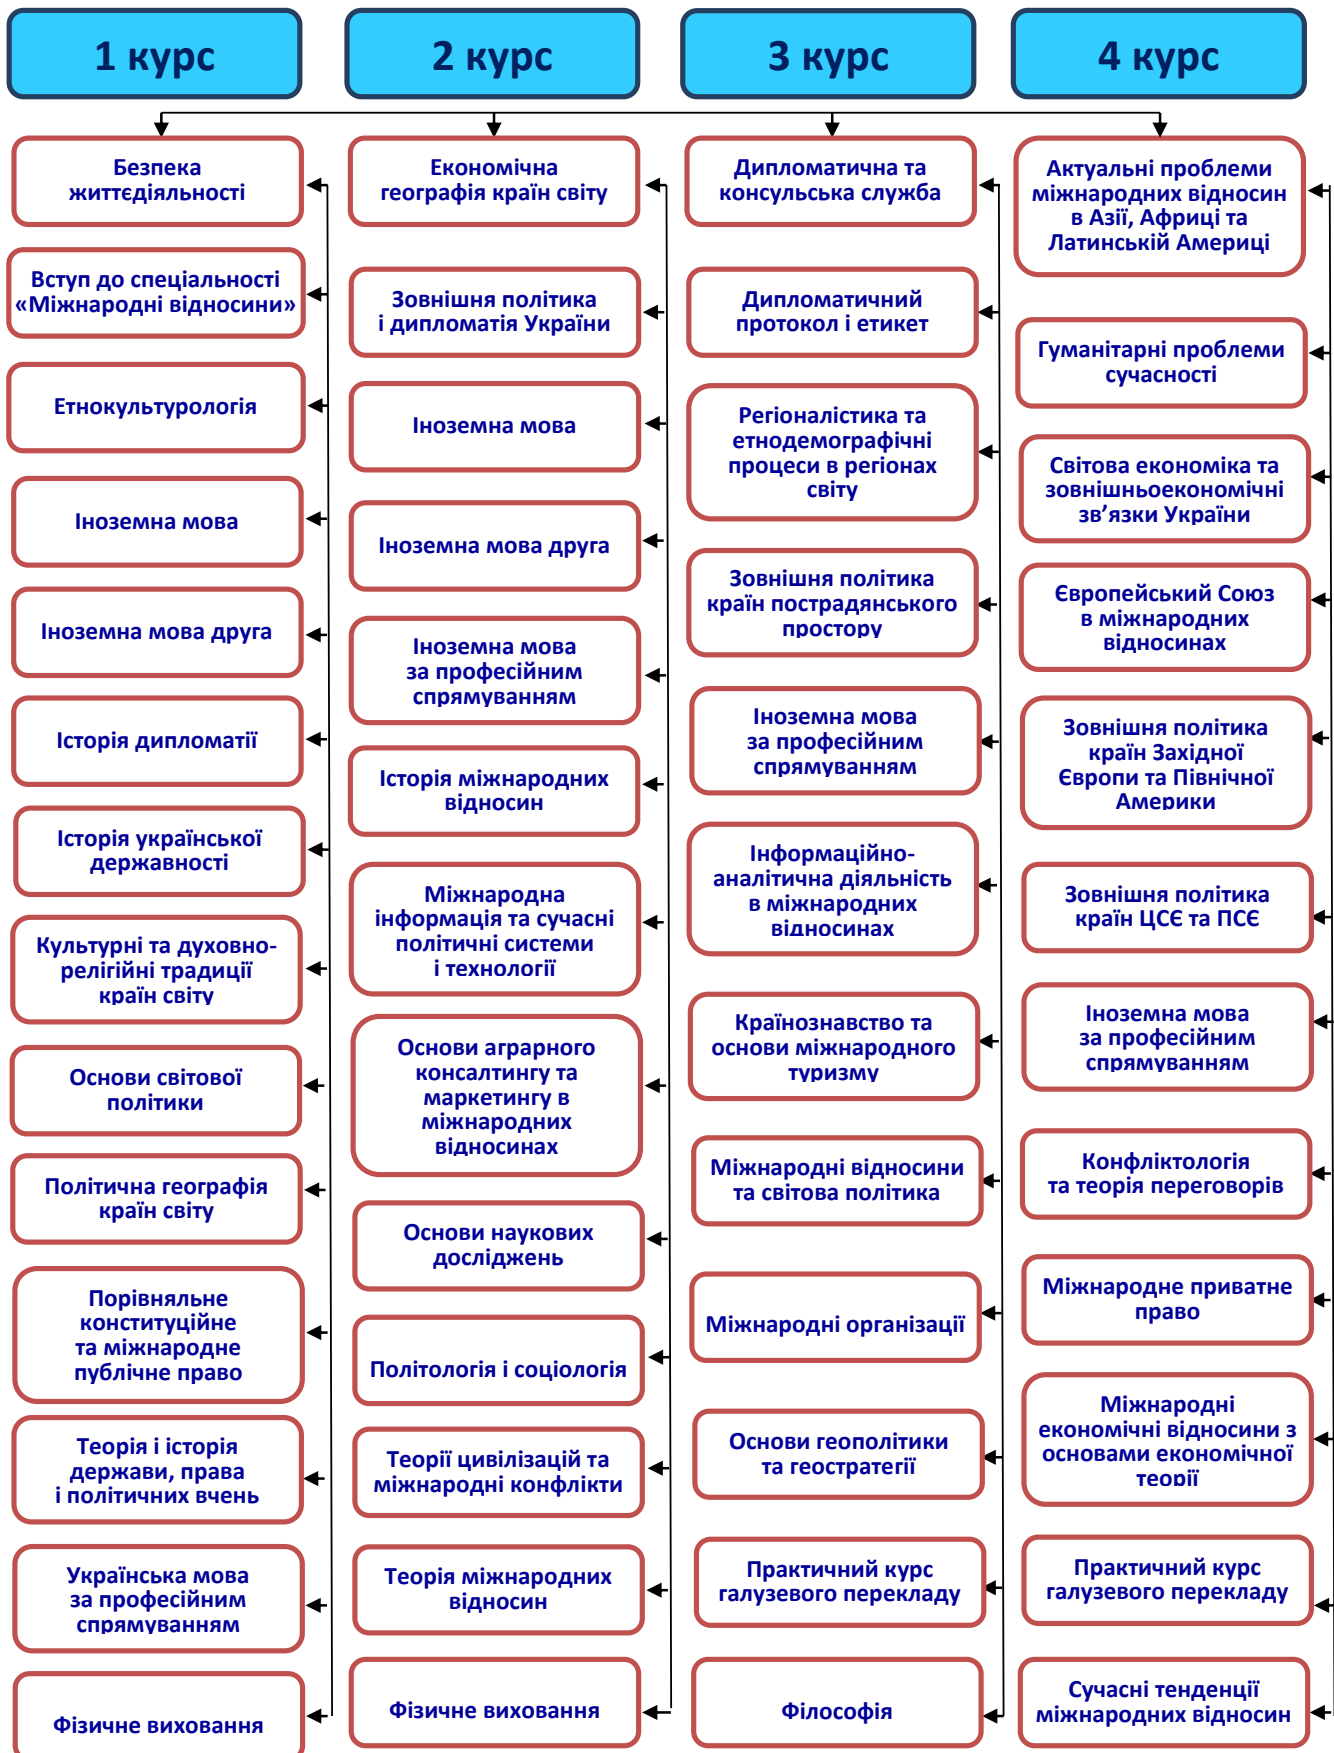 1 курс
2 курс
3 курс
4 курс
Безпека
життєдіяльності
Вступ до спеціальності
«Міжнародні відносини»
Етнокультурологія
Іноземна мова
Іноземна мова друга
Історія дипломатії
Історія української
державності
Культурні та духовно-
релігійні традиції
країн світу
Основи світової
політики
Політична географія
країн світу
Порівняльне
конституційне
та міжнародне
публічне право
Теорія і історія
держави, права
і політичних вчень
Українська мова
за професійним
спрямуванням
Фізичне виховання
Економічна
географія країн світу
Зовнішня політика
і дипломатія України
Іноземна мова
Іноземна мова друга
Іноземна мова
за професійним
спрямуванням
Історія міжнародних
відносин
Міжнародна
інформація та сучасні
політичні системи
і технології
Основи аграрного
консалтингу та
маркетингу в
міжнародних
відносинах
Основи наукових
досліджень
Політологія і соціологія
Теорії цивілізацій та
міжнародні конфлікти
Теорія міжнародних
відносин
Фізичне виховання
Дипломатична та
консульська служба
Дипломатичний
протокол і етикет
Регіоналістика та
етнодемографічні
процеси в регіонах
світу
Зовнішня політика
країн пострадянського
простору
Іноземна мова
за професійним
спрямуванням
Інформаційно-
аналітична діяльність
в міжнародних
відносинах
Країнознавство та
основи міжнародного
туризму
Міжнародні відносини
та світова політика
Міжнародні організації
Основи геополітики
та геостратегії
Практичний курс
галузевого перекладу
Філософія
Актуальні проблеми
міжнародних відносин
в Азії, Африці та
Латинській Америці
Гуманітарні проблеми
сучасності
Світова економіка та
зовнішньоекономічні
зв’язки України
Європейський Союз
в міжнародних
відносинах
Зовнішня політика
країн Західної
Європи та Північної
Америки
Зовнішня політика
країн ЦСЄ та ПСЄ
Іноземна мова
за професійним
спрямуванням
Конфліктологія
та теорія переговорів
Міжнародне приватне
право
Міжнародні
економічні відносини з
основами економічної
теорії
Практичний курс
галузевого перекладу
Сучасні тенденції
міжнародних відносин